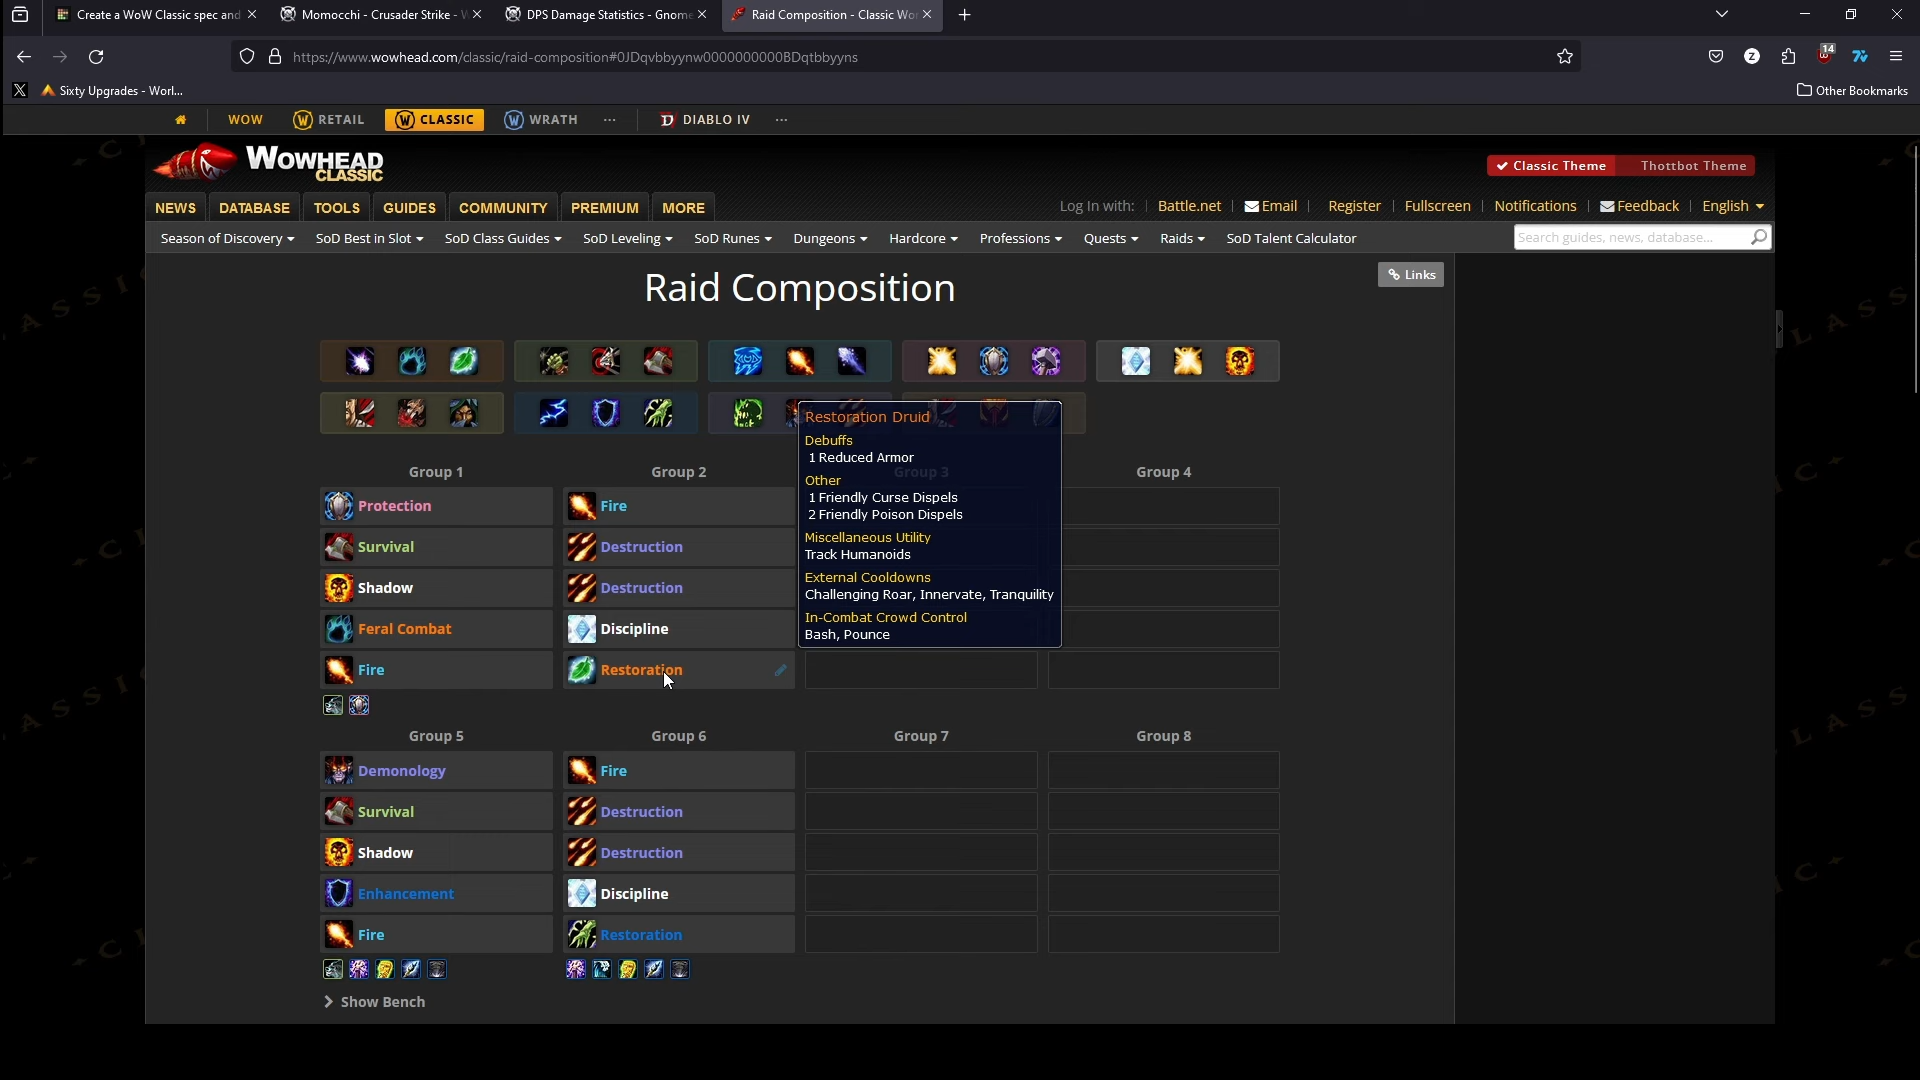 Create a WoW Classic spec and
Momocchi - Crusader Strike -
DPS Damage Statistics - Gnome
Raid Composition - Classic Wo
https://www.wowhead.com/classic/raid-composition#0JDqvbbyynw0000000000BDqtbbyyns
14
Sixty Upgrades - Worl...
Other Bookmarks
WOW
RETAIL
CLASSIC
WRATH
...
DIABLO IV
...
WOWHEAD
CLASSIC
Classic Theme
Thottbot Theme
NEWS
DATABASE
TOOLS
GUIDES
COMMUNITY
PREMIUM
MORE
Log in with:
Battle.net
Email
Register
Fullscreen
Notifications
Feedback
English
Season of Discovery
SoD Best in Slot
SoD Class Guides
SoD Leveling
SoD Runes
Dungeons
Hardcore
Professions
Quests
Raids
SoD Talent Calculator
Search guides, news, database...
Raid Composition
Links
Group 1
Group 2
Group 3
Group 4
Protection
Survival
Shadow
Feral Combat
Fire
Fire
Destruction
Destruction
Discipline
Restoration
Restoration Druid
Debuffs
1 Reduced Armor
Other
1 Friendly Curse Dispels
2 Friendly Poison Dispels
Miscellaneous Utility
Track Humanoids
External Cooldowns
Challenging Roar, Innervate, Tranquility
In-Combat Crowd Control
Bash, Pounce
Group 5
Group 6
Group 7
Group 8
Demonology
Survival
Shadow
Enhancement
Fire
Fire
Destruction
Destruction
Discipline
Restoration
Show Bench